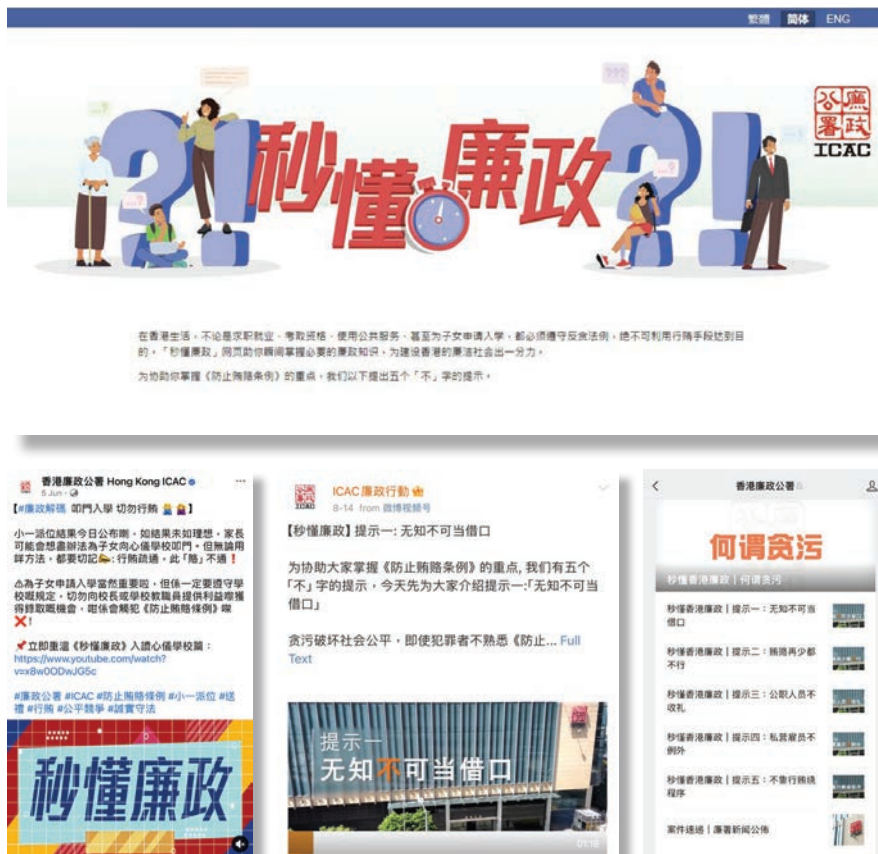 繁體 简体 ENG
秒懂廉政
廉政
公署
ICAC
在香港生活，不论是求职就业、考取资格、使用公共服务、甚至为子女申请入学，都必须遵守反贪法例，绝不可利用行贿手段达到目
的。「秒懂廉政」网页助你瞬间掌握必要的廉政知识，为建设香港的廉洁社会出一分力。
为协助你掌握《防止贿赂条例》的重点，我们以下提出五个「不」字的提示。
香港廉政公署 Hong Kong ICAC
5 Jun
【#廉政解碼 叩門入學 切勿行賄】
小一派位結果今日公布喇，如結果未如理想，家長
可能會想盡辦法為子女向心儀學校叩門。但無論用
咩方法，都要切記：行賄疏通，此「賂」不通！
為子女申請入學當然重要啦，但係一定要遵守學
校嘅規定，切勿向校長或學校教職員提供利益嚟獲
得錄取嘅機會，咁係會觸犯《防止賄賂條例》㗎
立即重溫《秒懂廉政》入讀心儀學校篇：
https://www.youtube.com/watch?
v=x8w0ODwJG5c
#廉政公署 #ICAC #防止賄賂條例 #小一派位 #送
禮 #行賄 #公平競爭 #誠實守法
秒懂廉政
ICAC廉政行動
8-14 from 微博视频号
【秒懂廉政】提示一: 无知不可当借口
为协助大家掌握《防止贿赂条例》的重点, 我们有五个
「不」字的提示，今天先为大家介绍提示一:「无知不可当
借口」
贪污破坏社会公平，即使犯罪者不熟悉《防止... Full
Text
提示一
无知不可当借口
01:18
香港廉政公署
何谓贪污
秒懂香港廉政｜何谓贪污
秒懂香港廉政｜提示一：无知不可当
借口
秒懂香港廉政｜提示二：贿赂再少都
不行
秒懂香港廉政｜提示三：公职人员不
收礼
秒懂香港廉政｜提示四：私营雇员不
例外
秒懂香港廉政｜提示五：不靠行贿绕
程序
案件速递｜廉署新闻公布